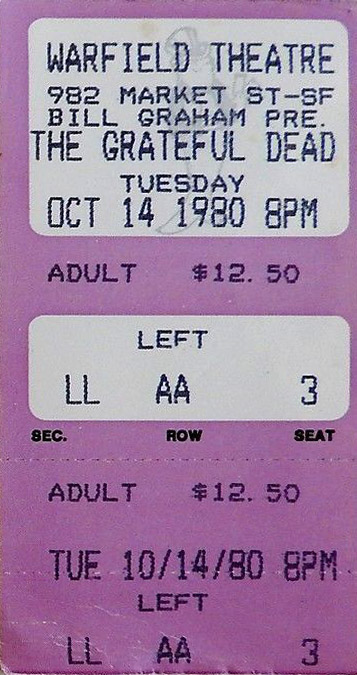 WARFIELD THEATRE
982 MARKET ST-SF
BILL GRAHAM PRE.
THE GRATEFUL DEAD
TUESDAY
OCT 14 1980 8PM
ADULT $12.50
LEFT
LL AA 3
SEC. ROW SEAT
ADULT $12.50
TUE 10/14/80 8PM
LEFT
LL AA 3